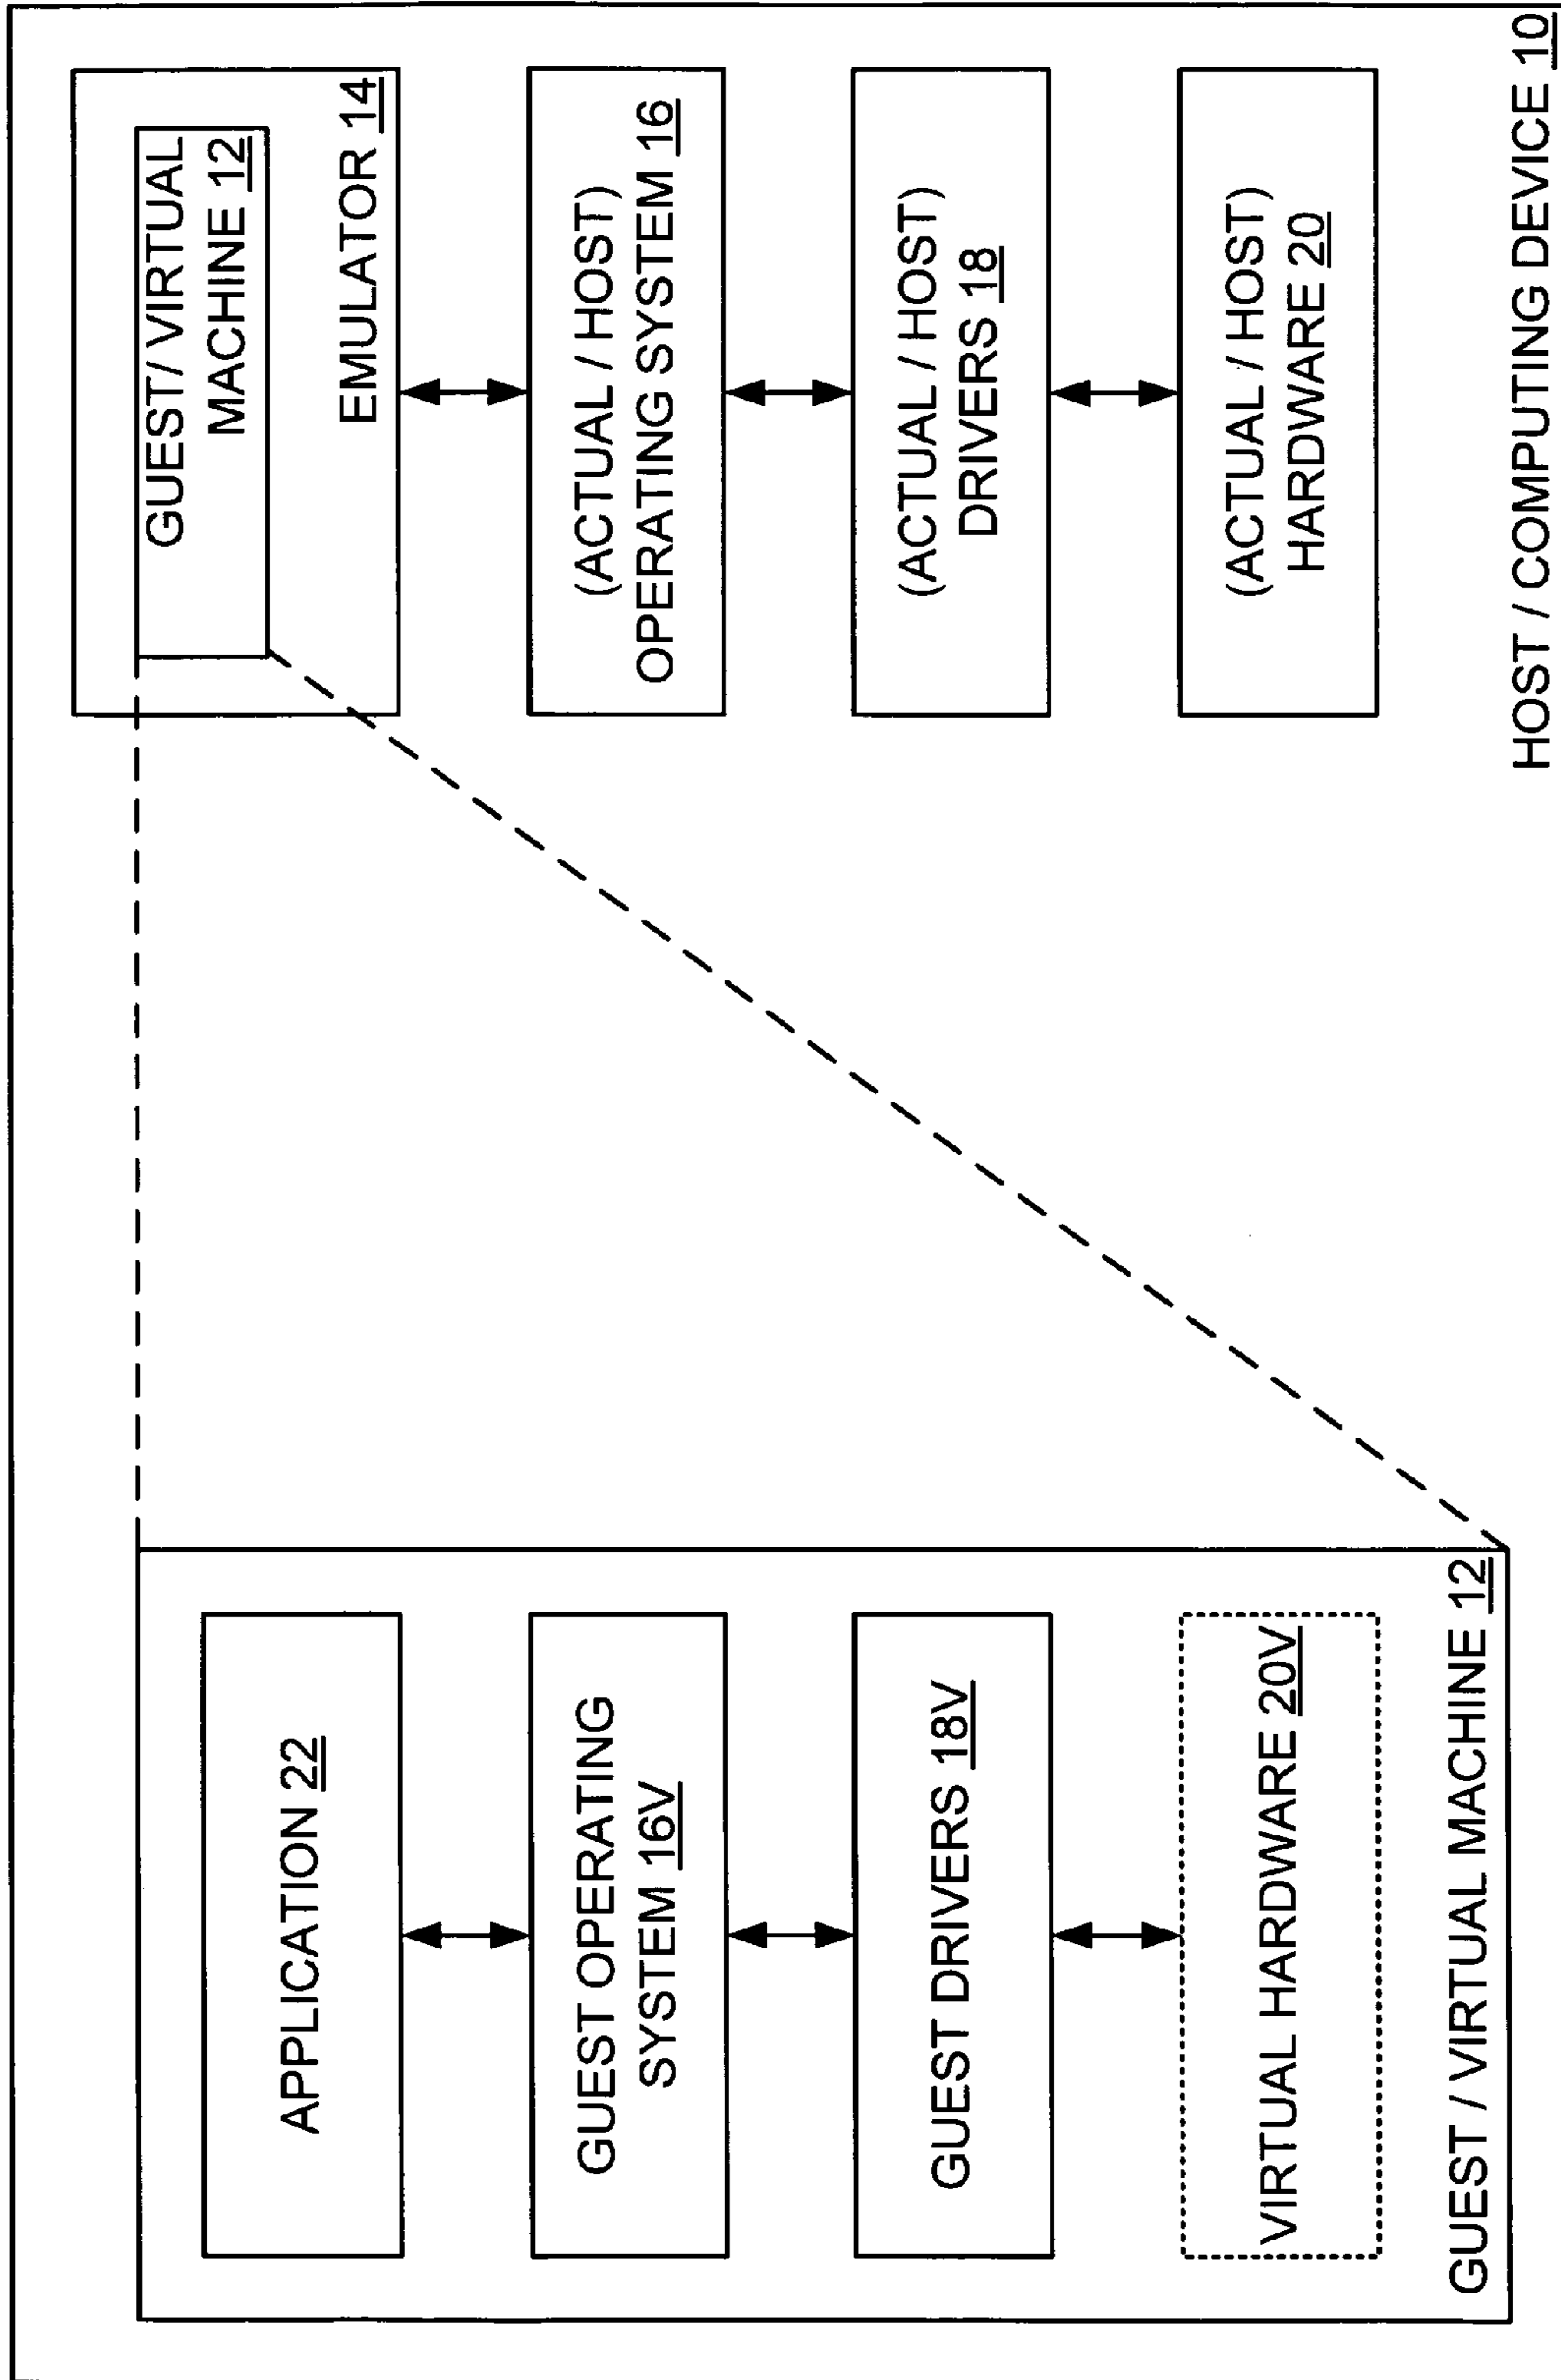 APPLICATION 22
GUEST OPERATING
SYSTEM 16V
GUEST DRIVERS 18V
VIRTUAL HARDWARE 20V
GUEST / VIRTUAL MACHINE 12
GUEST/ VIRTUAL
MACHINE 12
EMULATOR 14
(ACTUAL / HOST)
OPERATING SYSTEM 16
(ACTUAL / HOST)
DRIVERS 18
(ACTUAL / HOST)
HARDWARE 20
HOST / COMPUTING DEVICE 10